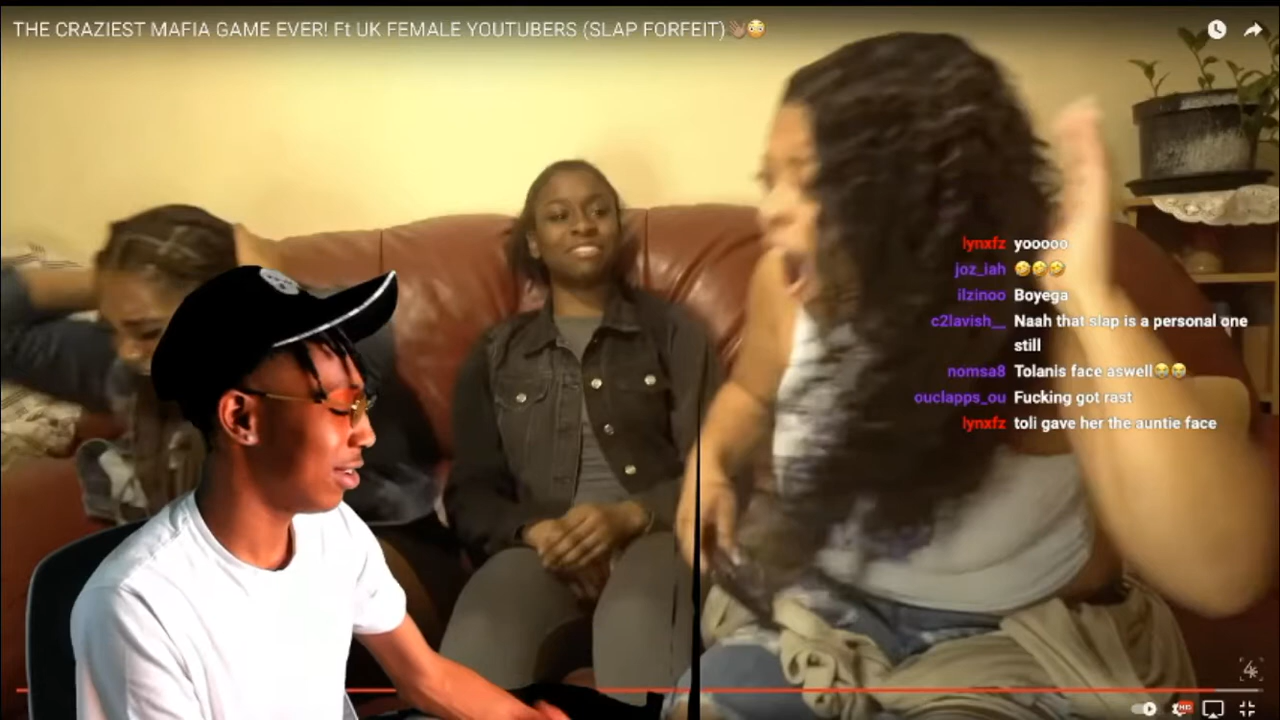 THE CRAZIEST MAFIA GAME EVER! Ft UK FEMALE YOUTUBERS (SLAP FORFEIT)👋🏾😳
lynxfz yooooo
joz_iah 🤣🤣🤣
ilzinoo Boyega
c2lavish__ Naah that slap is a personal one
still
nomsa8 Tolanis face aswell😭😭
ouclapps_ou Fucking got rast
lynxfz toli gave her the auntie face
4K
HD